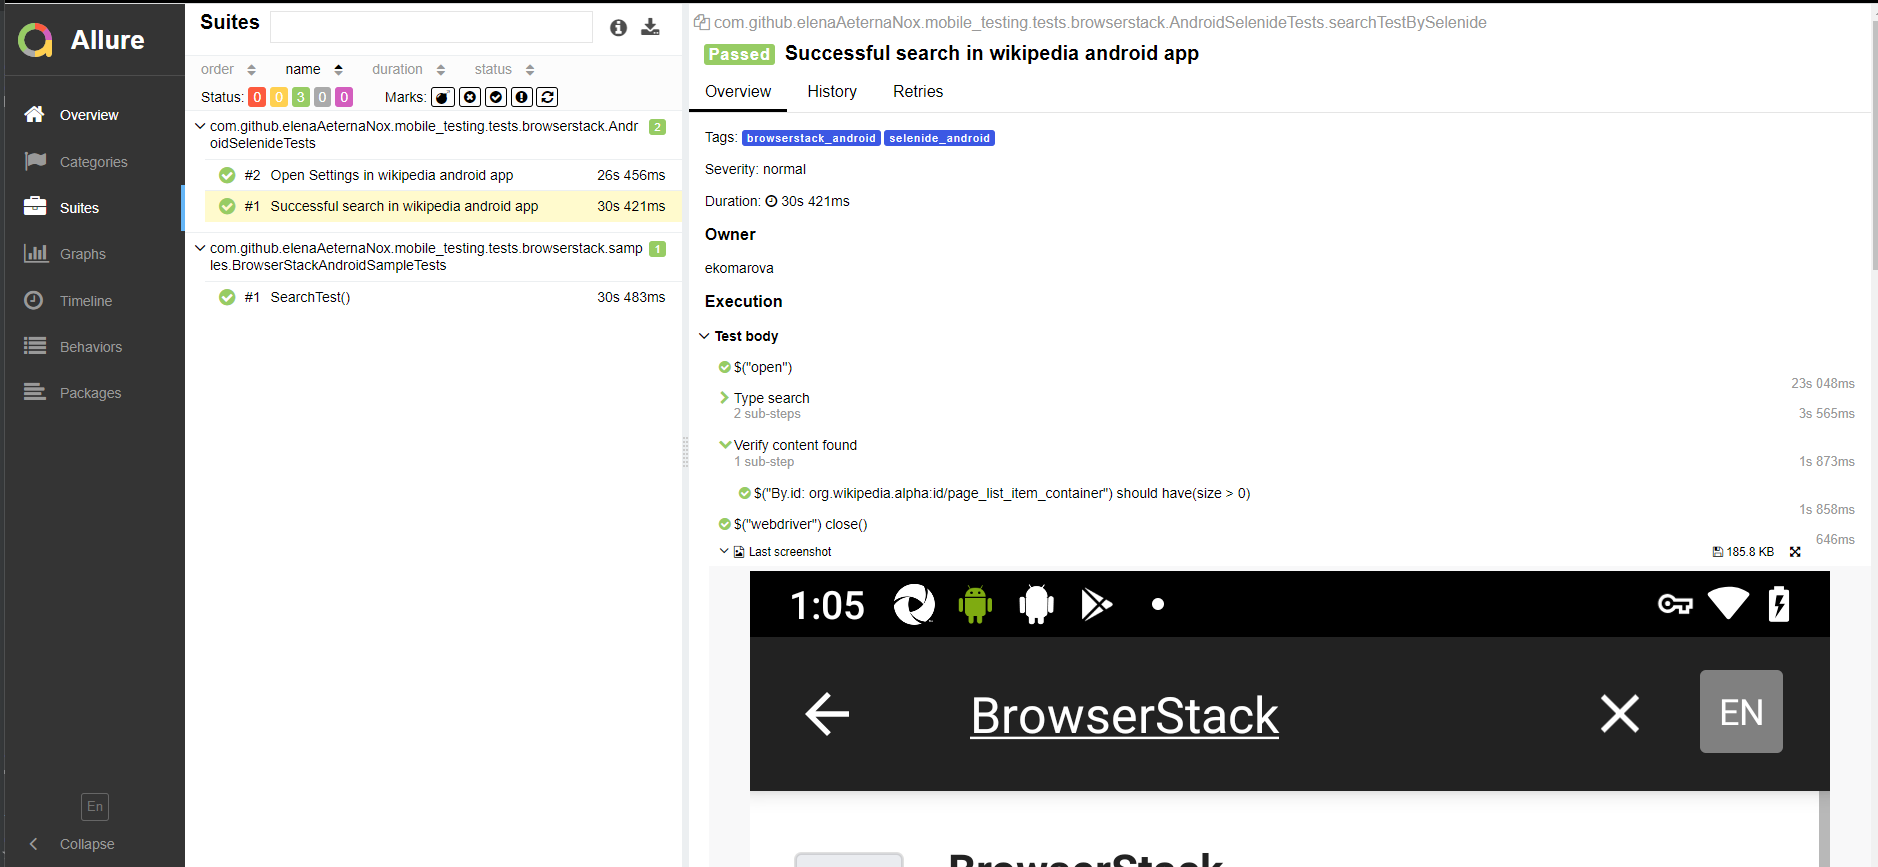 Allure
Overview
Categories
Suites
Graphs
Timeline
Behaviors
Packages
En
Collapse
Suites
order name duration status
Status: 0 0 3 0 0 Marks:
com.github.elenaAeternaNox.mobile_testing.tests.browserstack.Andr
oidSelenideTests
2
#2 Open Settings in wikipedia android app 26s 456ms
#1 Successful search in wikipedia android app 30s 421ms
com.github.elenaAeternaNox.mobile_testing.tests.browserstack.samp
les.BrowserStackAndroidSampleTests
1
#1 SearchTest() 30s 483ms
com.github.elenaAeternaNox.mobile_testing.tests.browserstack.AndroidSelenideTests.searchTestBySelenide
Passed Successful search in wikipedia android app
Overview History Retries
Tags: browserstack_android selenide_android
Severity: normal
Duration: 30s 421ms
Owner
ekomarova
Execution
Test body
$("open")
23s 048ms
Type search
2 sub-steps 3s 565ms
Verify content found
1 sub-step 1s 873ms
$("By.id: org.wikipedia.alpha:id/page_list_item_container") should have(size > 0)
1s 858ms
$("webdriver") close()
646ms
Last screenshot 185.8 KB
1:05
BrowserStack EN
BrowserStack